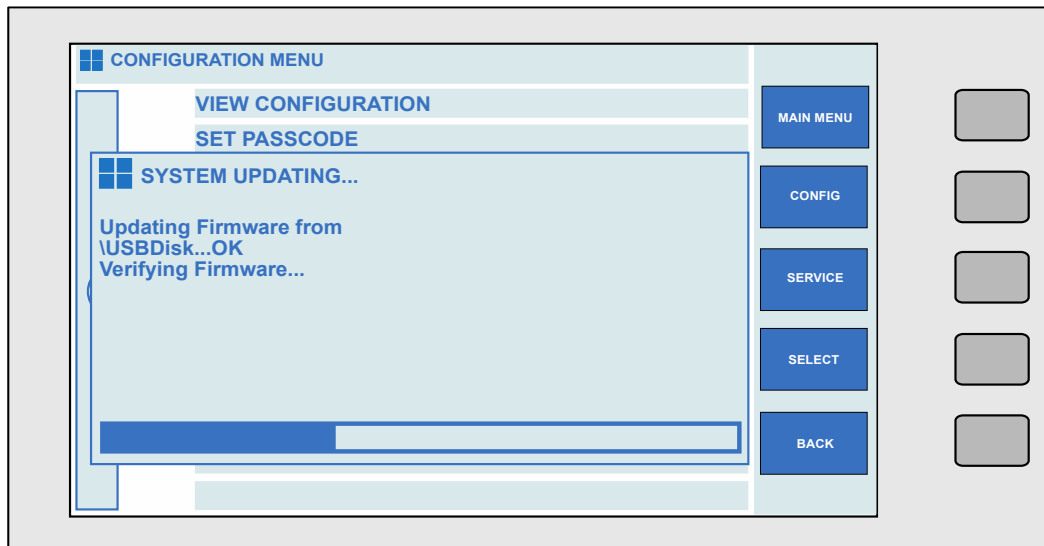 CONFIGURATION MENU
VIEW CONFIGURATION
SET PASSCODE
SYSTEM UPDATING...
Updating Firmware from
\USBDisk...OK
Verifying Firmware...
MAIN MENU
CONFIG
SERVICE
SELECT
BACK